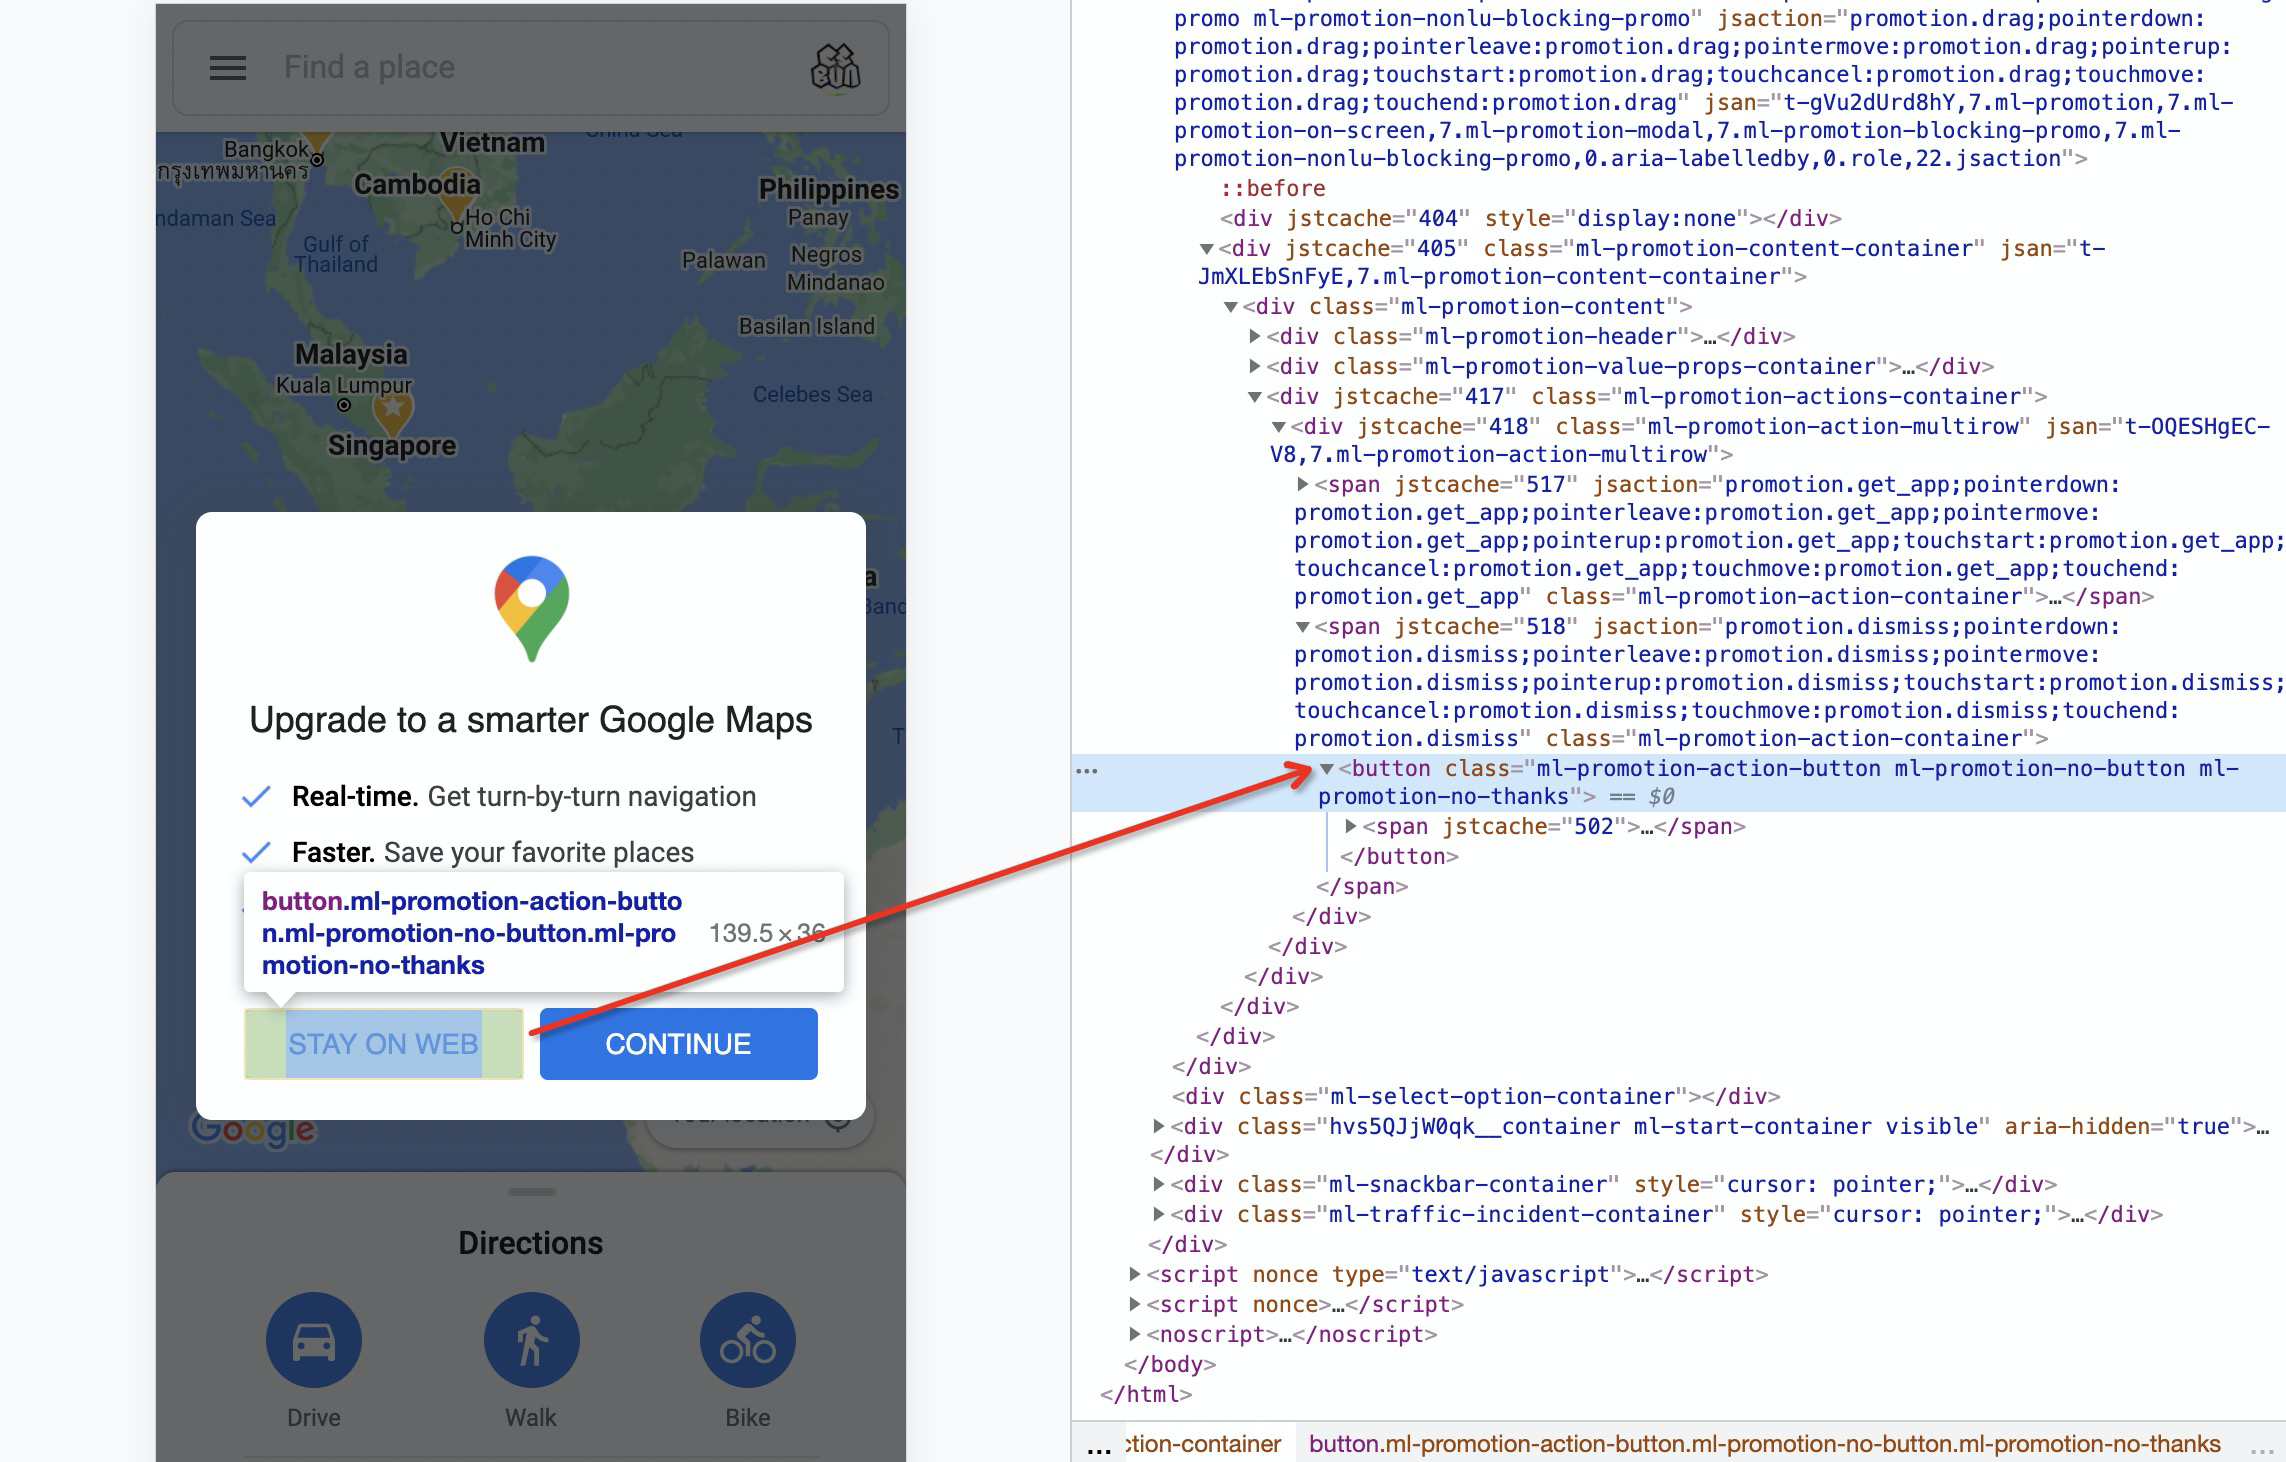 Find a place
BUN
Bangkok
กรุงเทพมหานคร
Vietnam
Cambodia
Ho Chi
Minh City
Gulf of
Thailand
ndaman Sea
China Sea
Philippines
Panay
Palawan
Negros
Mindanao
Basilan Island
Malaysia
Kuala Lumpur
Celebes Sea
Singapore
a
Band
T
Upgrade to a smarter Google Maps
Real-time. Get turn-by-turn navigation
Faster. Save your favorite places
button.ml-promotion-action-butto
n.ml-promotion-no-button.ml-pro
motion-no-thanks
139.5×36
STAY ON WEB
CONTINUE
Google
Your location
Directions
Drive
Walk
Bike
promo ml-promotion-nonlu-blocking-promo" jsaction="promotion.drag;pointerdown:
promotion.drag;pointerleave:promotion.drag;pointermove:promotion.drag;pointerup:
promotion.drag;touchstart:promotion.drag;touchcancel:promotion.drag;touchmove:
promotion.drag;touchend:promotion.drag" jsan="t-gVu2dUrd8hY,7.ml-promotion,7.ml-
promotion-on-screen,7.ml-promotion-modal,7.ml-promotion-blocking-promo,7.ml-
promotion-nonlu-blocking-promo,0.aria-labelledby,0.role,22.jsaction">
::before
<div jstcache="404" style="display:none"></div>
<div jstcache="405" class="ml-promotion-content-container" jsan="t-
JmXLEbSnFyE,7.ml-promotion-content-container">
<div class="ml-promotion-content">
<div class="ml-promotion-header">…</div>
<div class="ml-promotion-value-props-container">…</div>
<div jstcache="417" class="ml-promotion-actions-container">
<div jstcache="418" class="ml-promotion-action-multirow" jsan="t-OQESHgEC-
V8,7.ml-promotion-action-multirow">
<span jstcache="517" jsaction="promotion.get_app;pointerdown:
promotion.get_app;pointerleave:promotion.get_app;pointermove:
promotion.get_app;pointerup:promotion.get_app;touchstart:promotion.get_app;
touchcancel:promotion.get_app;touchmove:promotion.get_app;touchend:
promotion.get_app" class="ml-promotion-action-container">…</span>
<span jstcache="518" jsaction="promotion.dismiss;pointerdown:
promotion.dismiss;pointerleave:promotion.dismiss;pointermove:
promotion.dismiss;pointerup:promotion.dismiss;touchstart:promotion.dismiss;
touchcancel:promotion.dismiss;touchmove:promotion.dismiss;touchend:
promotion.dismiss" class="ml-promotion-action-container">
<button class="ml-promotion-action-button ml-promotion-no-button ml-
promotion-no-thanks"> == $0
<span jstcache="502">…</span>
</button>
</span>
</div>
</div>
</div>
</div>
</div>
</div>
<div class="ml-select-option-container"></div>
<div class="hvs5QJjW0qk__container ml-start-container visible" aria-hidden="true">…
</div>
<div class="ml-snackbar-container" style="cursor: pointer;">…</div>
<div class="ml-traffic-incident-container" style="cursor: pointer;">…</div>
</div>
<script nonce type="text/javascript">…</script>
<script nonce>…</script>
<noscript>…</noscript>
</body>
</html>
… ction-container button.ml-promotion-action-button.ml-promotion-no-button.ml-promotion-no-thanks …